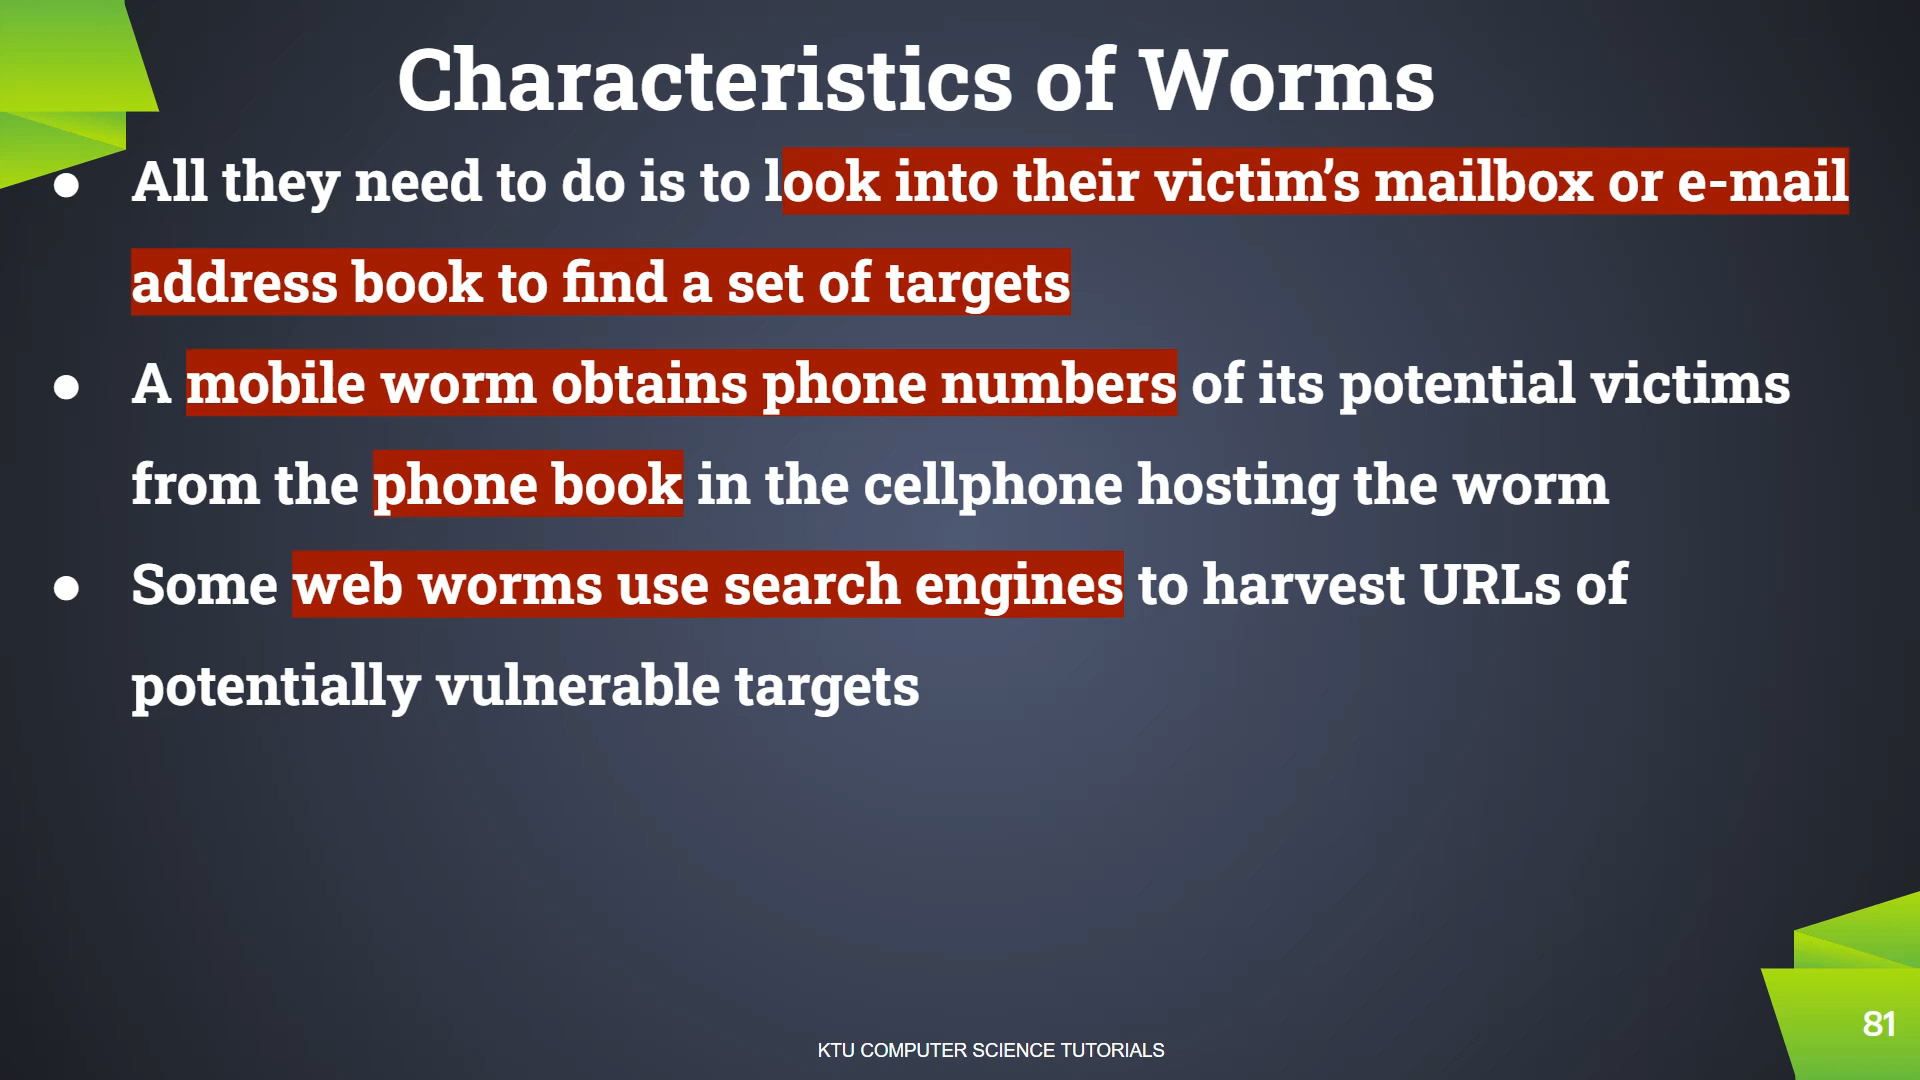 Characteristics of Worms
● All they need to do is to look into their victim’s mailbox or e-mail
address book to find a set of targets
● A mobile worm obtains phone numbers of its potential victims
from the phone book in the cellphone hosting the worm
● Some web worms use search engines to harvest URLs of
potentially vulnerable targets
81
KTU COMPUTER SCIENCE TUTORIALS